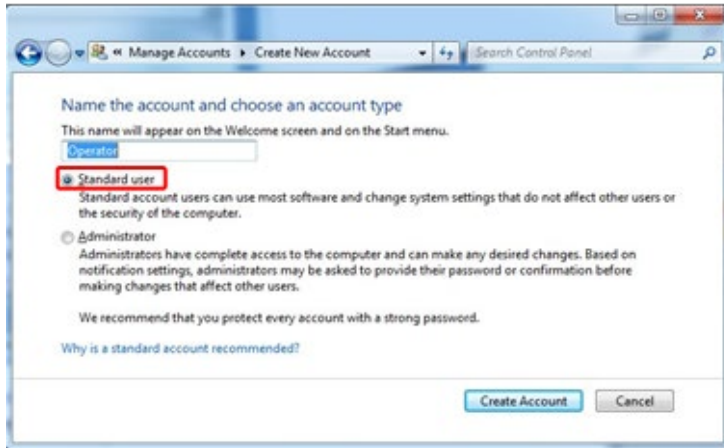 « Manage Accounts ▸ Create New Account
Search Control Panel
Name the account and choose an account type
This name will appear on the Welcome screen and on the Start menu.
Operator
Standard user
Standard account users can use most software and change system settings that do not affect other users or
the security of the computer.
Administrator
Administrators have complete access to the computer and can make any desired changes. Based on
notification settings, administrators may be asked to provide their password or confirmation before
making changes that affect other users.
We recommend that you protect every account with a strong password.
Why is a standard account recommended?
Create Account
Cancel